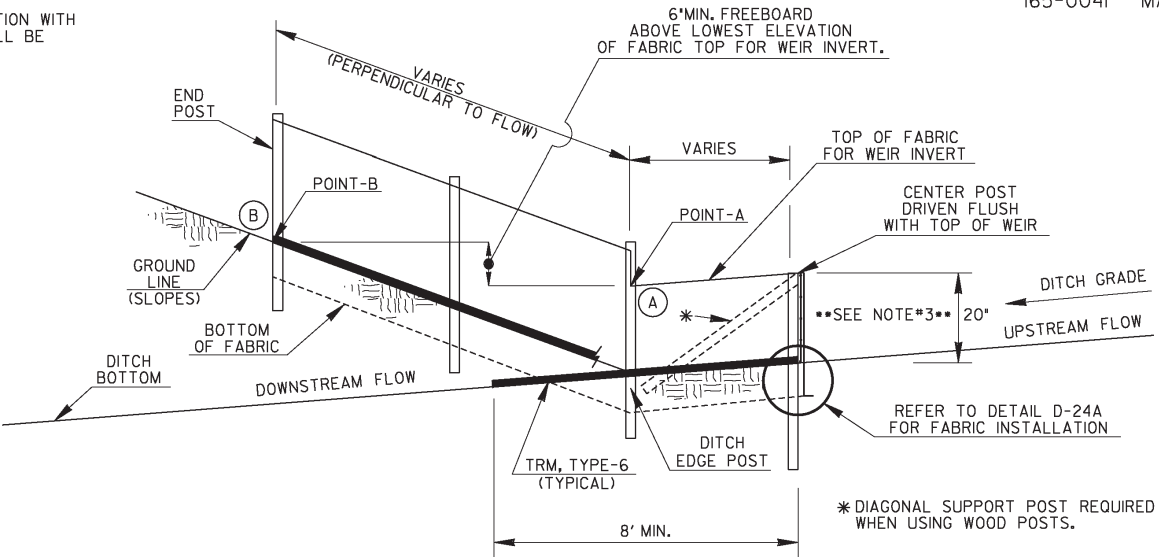 TION WITH
LL BE
165-0041 MA
6"MIN. FREEBOARD
ABOVE LOWEST ELEVATION
OF FABRIC TOP FOR WEIR INVERT.
VARIES
(PERPENDICULAR TO FLOW)
END
POST
VARIES
TOP OF FABRIC
FOR WEIR INVERT
POINT-B
B
POINT-A
CENTER POST
DRIVEN FLUSH
WITH TOP OF WEIR
GROUND
LINE
(SLOPES)
A
*
**SEE NOTE#3** 20"
DITCH GRADE
UPSTREAM FLOW
BOTTOM
OF FABRIC
DITCH
BOTTOM
DOWNSTREAM FLOW
REFER TO DETAIL D-24A
FOR FABRIC INSTALLATION
DITCH
EDGE POST
TRM, TYPE-6
(TYPICAL)
8' MIN.
* DIAGONAL SUPPORT POST REQUIRED
WHEN USING WOOD POSTS.